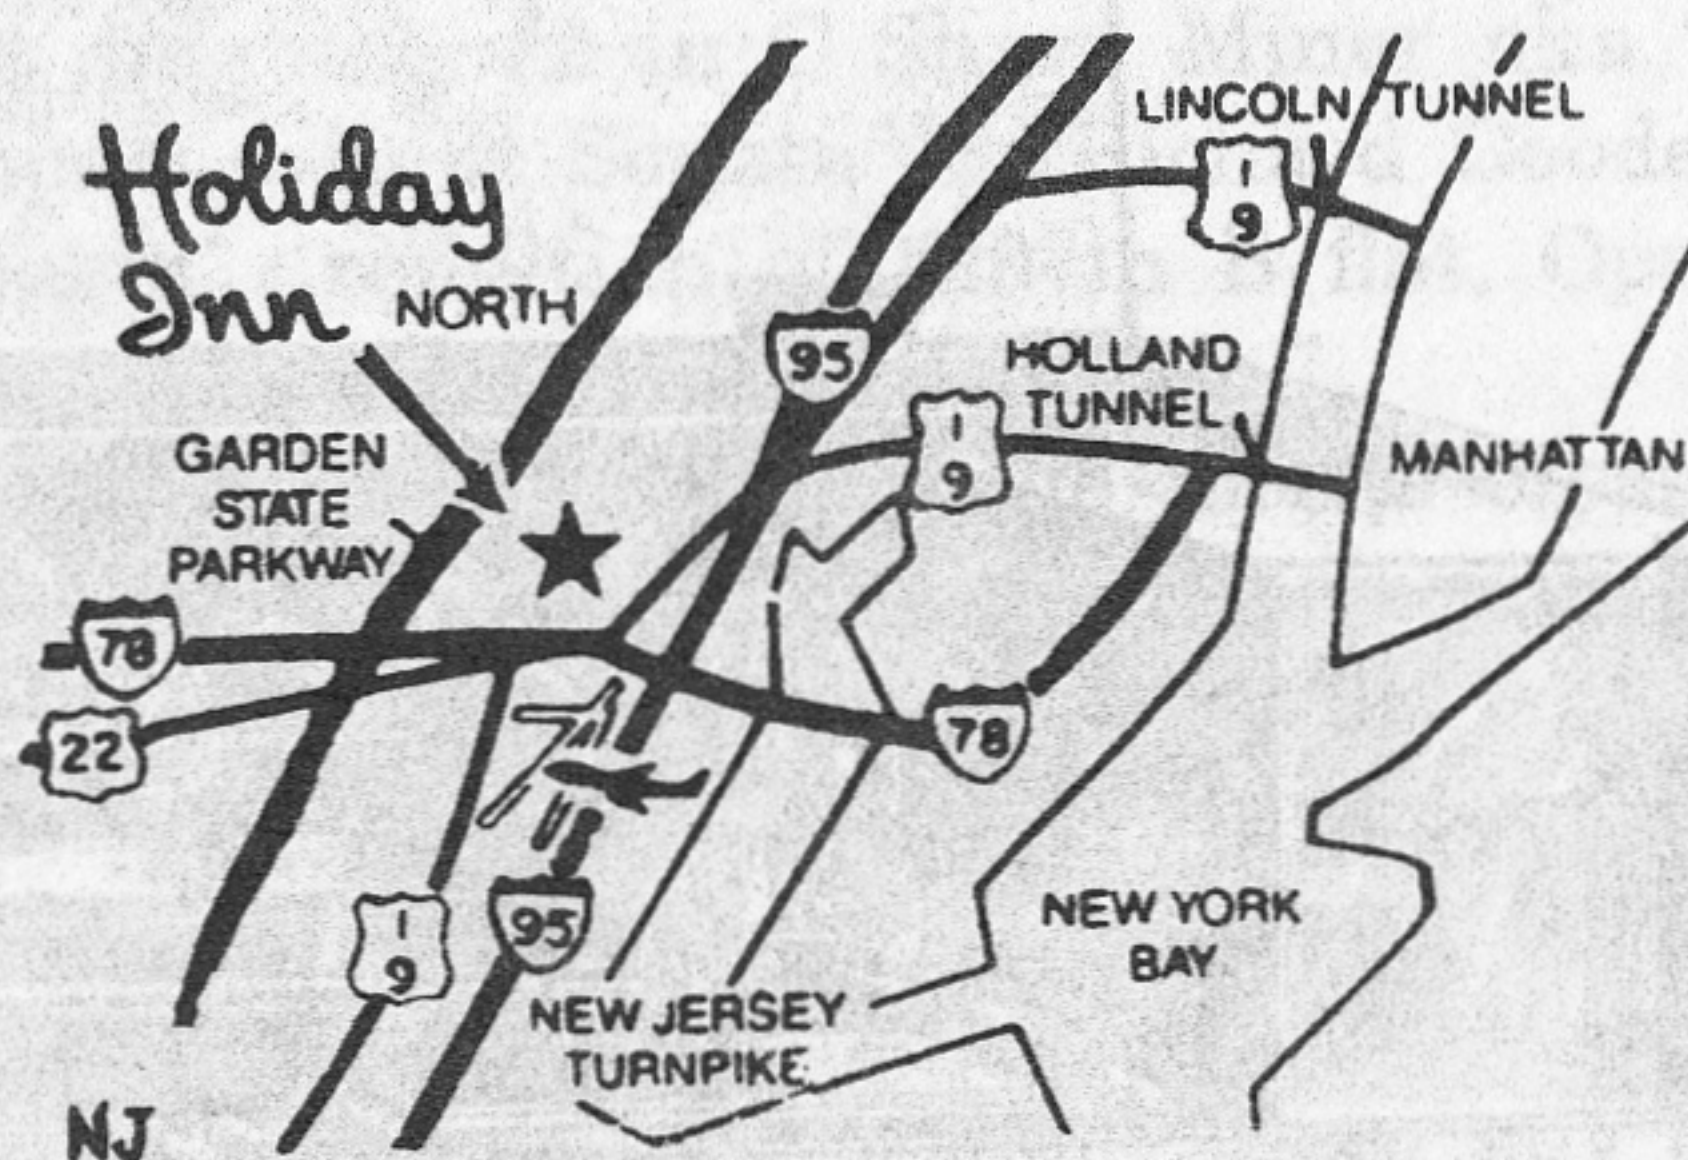 LINCOLN TUNNEL
1
9
Holiday
Inn NORTH
95
HOLLAND
TUNNEL
1
9
MANHATTAN
GARDEN
STATE
PARKWAY
78
22
78
1
9
95
NEW YORK
BAY
NEW JERSEY
TURNPIKE
NJ